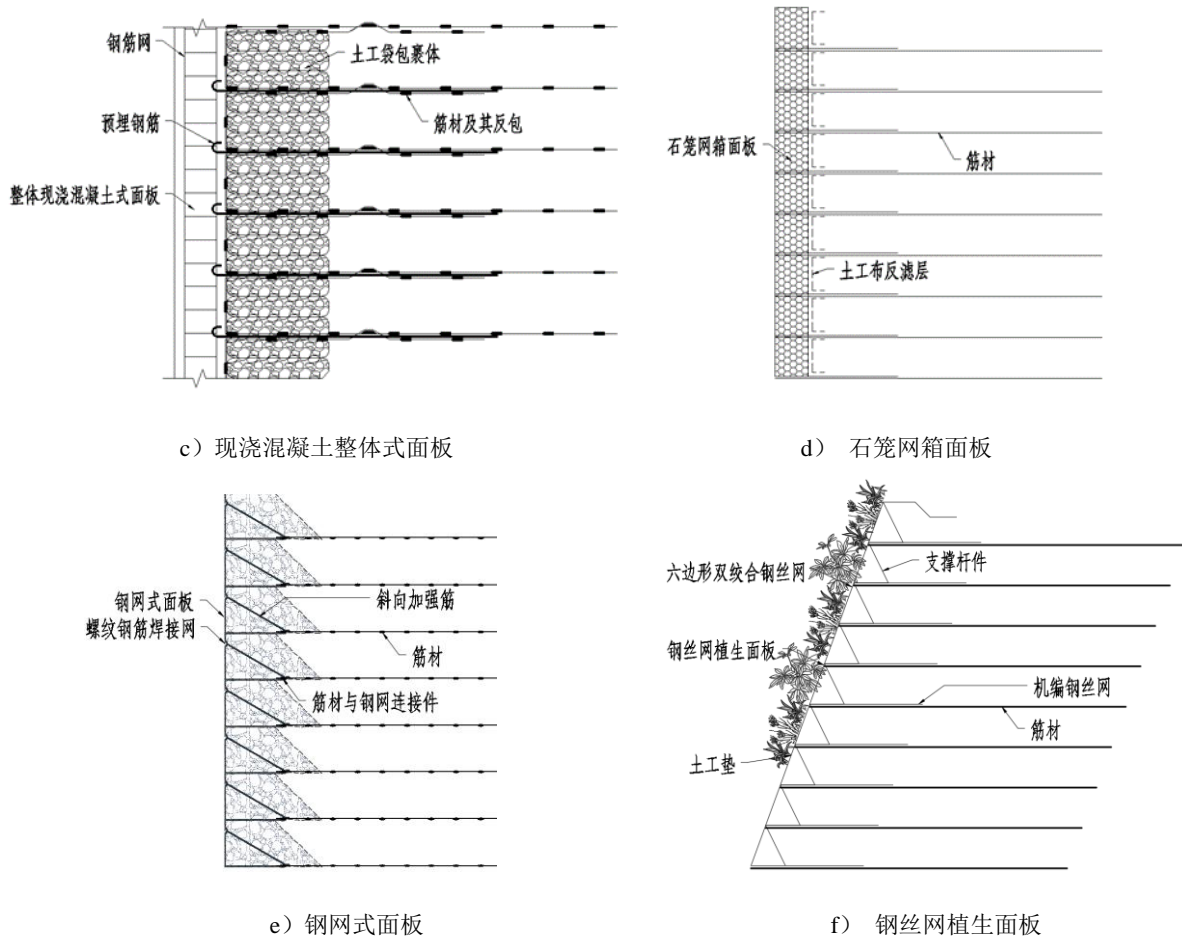 钢筋网
土工袋包裹体
预埋钢筋
筋材及其反包
整体现浇混凝土式面板
石笼网箱面板
筋材
土工布反滤层
c）现浇混凝土整体式面板
d） 石笼网箱面板
钢网式面板
螺纹钢筋焊接网
斜向加强筋
筋材
筋材与钢网连接件
六边形双绞合钢丝网
支撑杆件
钢丝网植生面板
机编钢丝网
筋材
土工垫
e）钢网式面板
f） 钢丝网植生面板